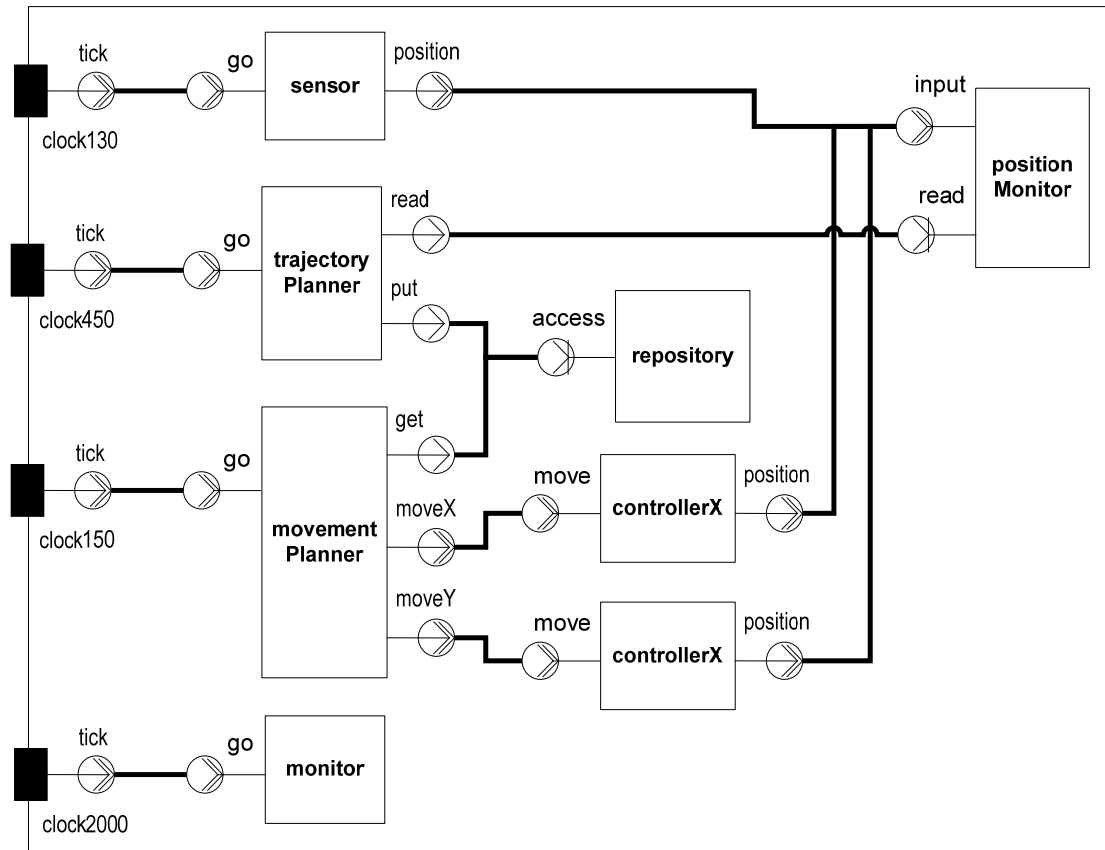 tick
go
sensor
position
clock130
input
position
Monitor
read
tick
go
trajectory
Planner
read
put
clock450
access
repository
tick
go
movement
Planner
get
moveX
moveY
clock150
move
controllerX
position
move
controllerX
position
tick
go
monitor
clock2000